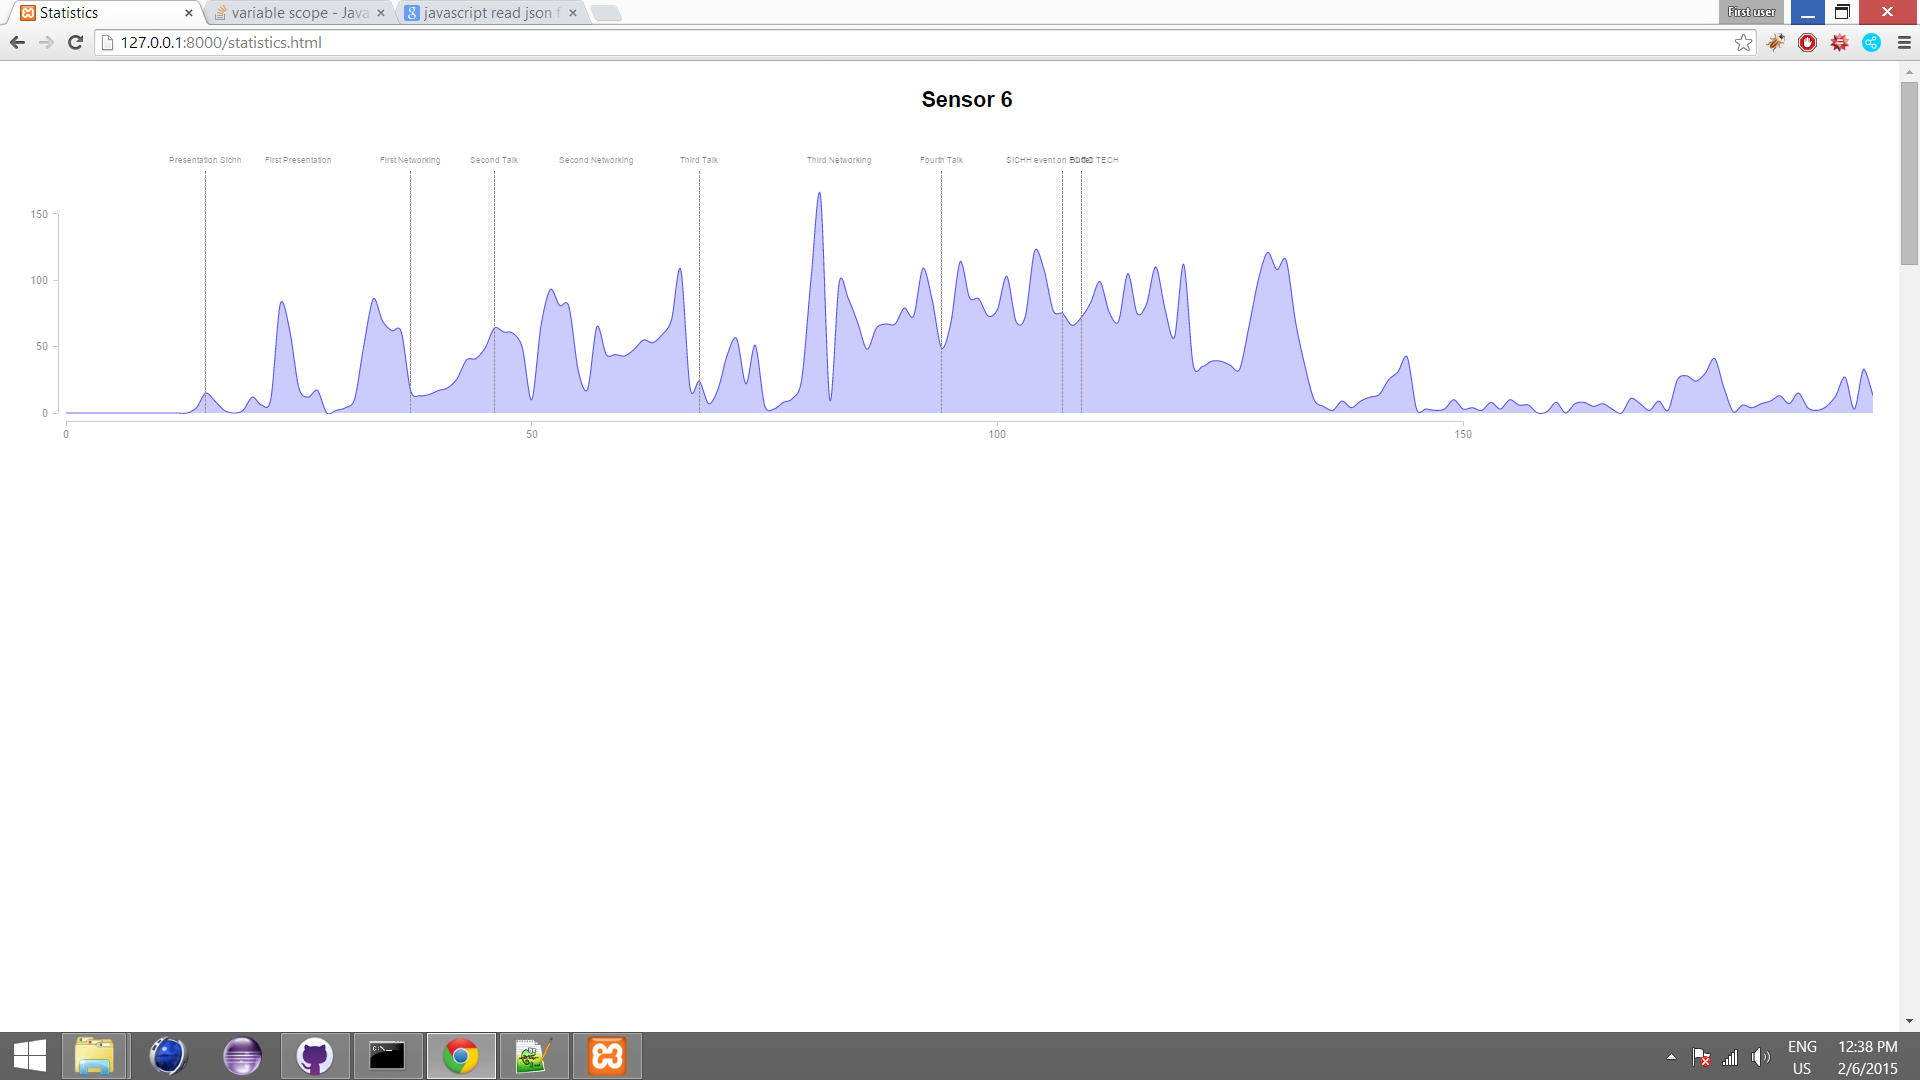 Statistics
variable scope - Java
javascript read json f
First user
127.0.0.1:8000/statistics.html
Sensor 6
Presentation Sichh
First Presentation
First Networking
Second Talk
Second Networking
Third Talk
Third Networking
Fourth Talk
SICHH event on
TECH
150
100
50
0
0
50
100
150
ENG
US
12:38 PM
2/6/2015